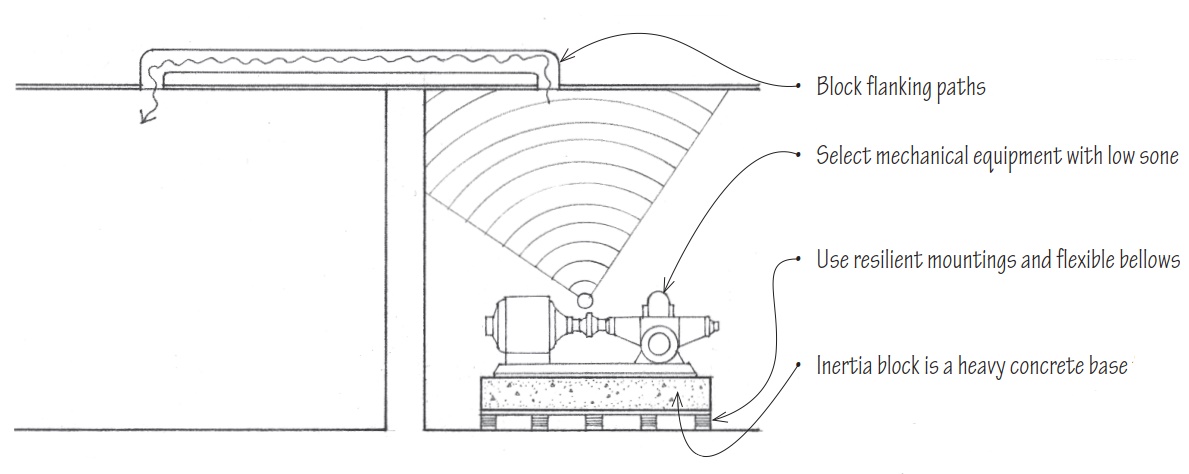 Block flanking paths
Select mechanical equipment with low sone
Use resilient mountings and flexible bellows
Inertia block is a heavy concrete base